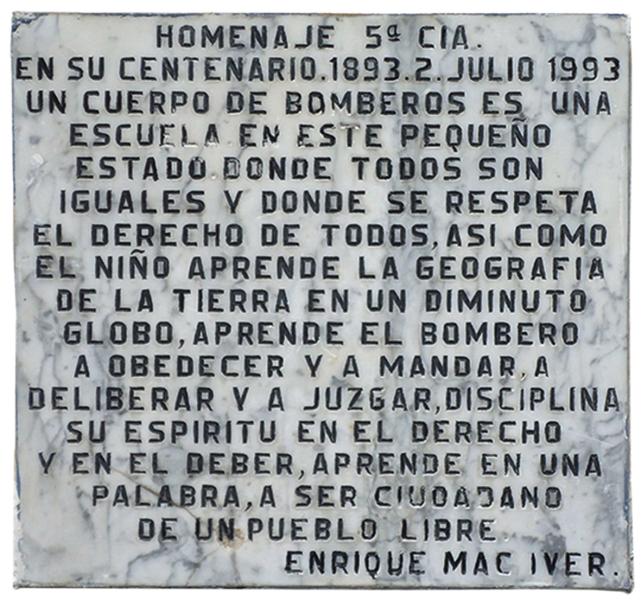 HOMENAJE 5ª CIA.
EN SU CENTENARIO.1893.2.JULIO 1993
UN CUERPO DE BOMBEROS ES UNA
ESCUELA EN ESTE PEQUEÑO
ESTADO DONDE TODOS SON
IGUALES Y DONDE SE RESPETA
EL DERECHO DE TODOS, ASI COMO
EL NIÑO APRENDE LA GEOGRAFIA
DE LA TIERRA EN UN DIMINUTO
GLOBO, APRENDE EL BOMBERO
A OBEDECER Y A MANDAR, A
DELIBERAR Y A JUZGAR, DISCIPLINA
SU ESPIRITU EN EL DERECHO
Y EN EL DEBER, APRENDE EN UNA
PALABRA, A SER CIUDADANO
DE UN PUEBLO LIBRE.
ENRIQUE MAC IVER.